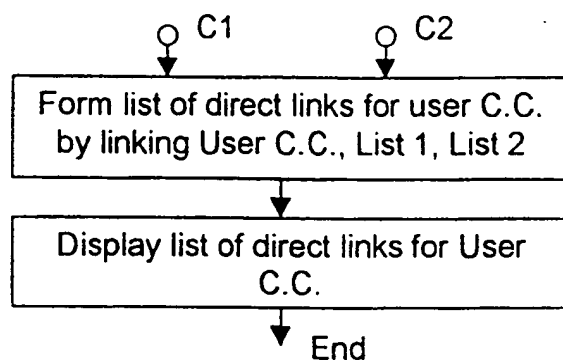 C1 C2
Form list of direct links for user C.C.
by linking User C.C., List 1, List 2
Display list of direct links for User
C.C.
End